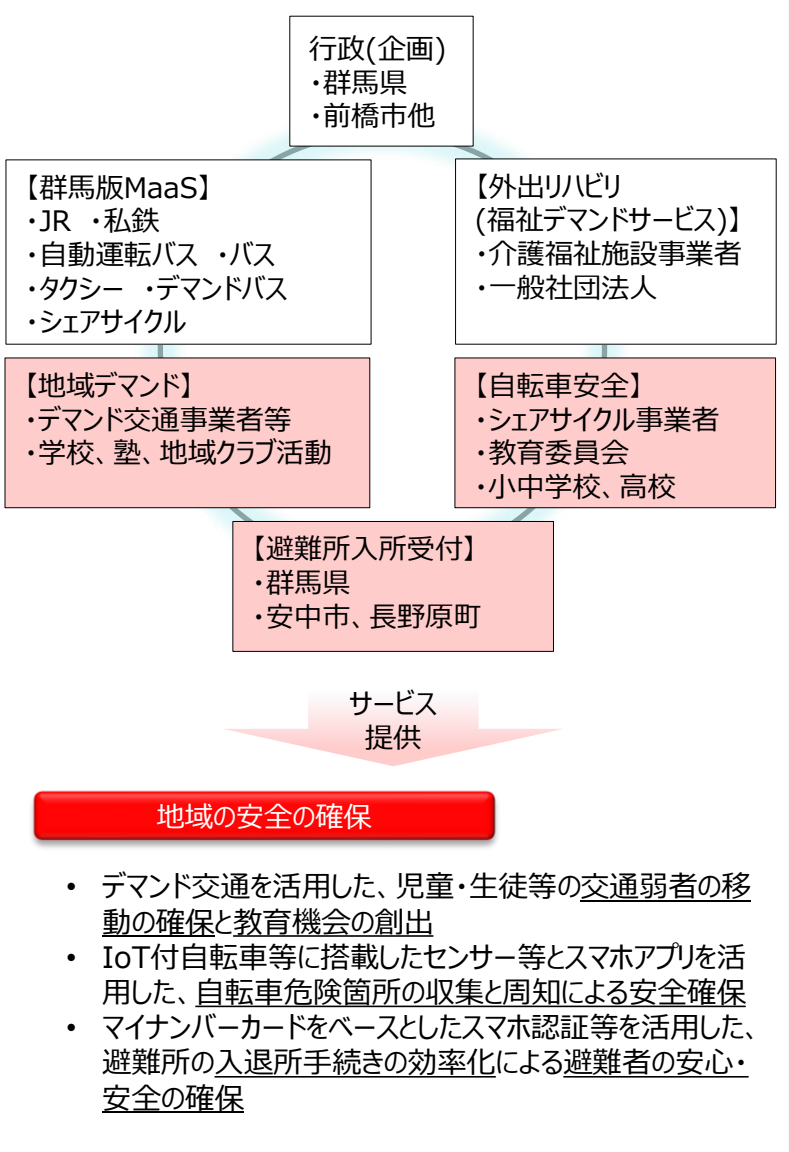 行政(企画)
・群馬県
・前橋市他
【群馬版MaaS】
・JR ・私鉄
・自動運転バス ・バス
・タクシー ・デマンドバス
・シェアサイクル
【外出リハビリ
(福祉デマンドサービス)】
・介護福祉施設事業者
・一般社団法人
【地域デマンド】
・デマンド交通事業者等
・学校、塾、地域クラブ活動
【自転車安全】
・シェアサイクル事業者
・教育委員会
・小中学校、高校
【避難所入所受付】
・群馬県
・安中市、長野原町
サービス
提供
地域の安全の確保
• デマンド交通を活用した、児童・生徒等の交通弱者の移
動の確保と教育機会の創出
• IoT付自転車等に搭載したセンサー等とスマホアプリを活
用した、自転車危険箇所の収集と周知による安全確保
• マイナンバーカードをベースとしたスマホ認証等を活用した、
避難所の入退所手続きの効率化による避難者の安心・
安全の確保